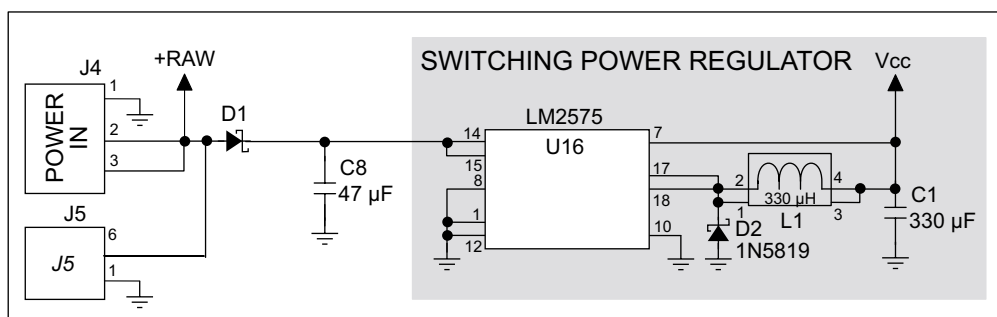 SWITCHING POWER REGULATOR
+RAW
Vcc
J4
POWER IN
1
2
3
D1
C8
47 µF
LM2575
U16
14
15
8
1
12
7
17
18
10
2
1
4
3
330 µH
L1
D2
1N5819
C1
330 µF
J5
J5
6
1